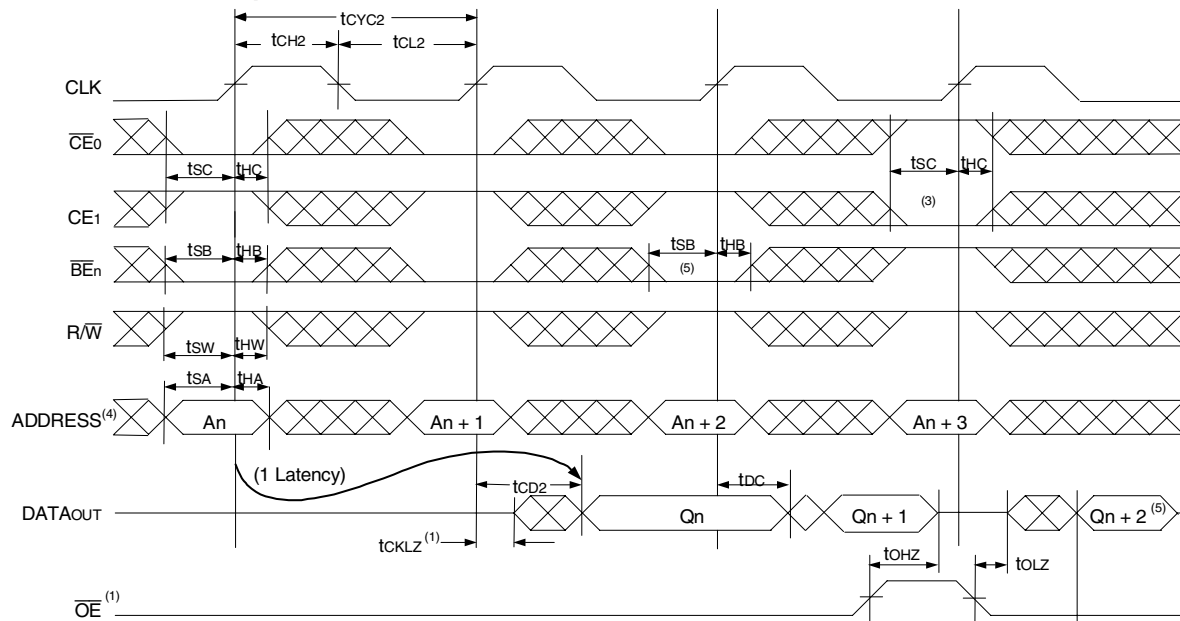 tCYC2
tCH2 tCL2
CLK
CE0
tSC tHC tSC tHC
CE1 (3)
tSB tHB tSB tHB
BEn (5)
R/W
tSW tHW
tSA tHA
ADDRESS(4) An An + 1 An + 2 An + 3
(1 Latency) tCD2 tDC
DATAOUT Qn Qn + 1 Qn + 2 (5)
tCKLZ(1) tOHZ tOLZ
OE (1)